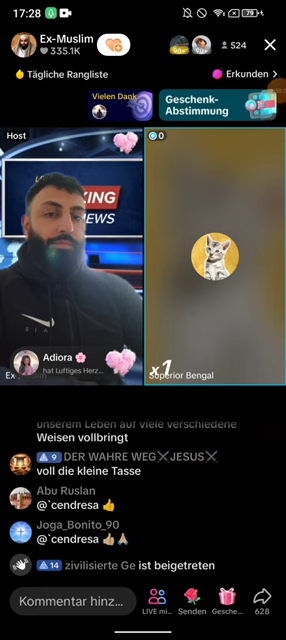 17:28
79
Ex-Muslim
335.1K
524
Tägliche Rangliste
Erkunden >
Vielen Dank
Geschenk-
Abstimmung
Host
0
KING
NEWS
Adiora 🌸
hat Luftiges Herz...
x1
Superior Bengal
unserem Leben auf viele verschiedene
Weisen vollbringt
9 DER WAHRE WEG⚔JESUS⚔
voll die kleine Tasse
Abu Ruslan
@`cendresa 👍
Joga_Bonito_90
@`cendresa 👍🏽🙏🏽
14 zivilisierte Ge ist beigetreten
Kommentar hinz...
LIVE mi...
Senden
Gesche...
628